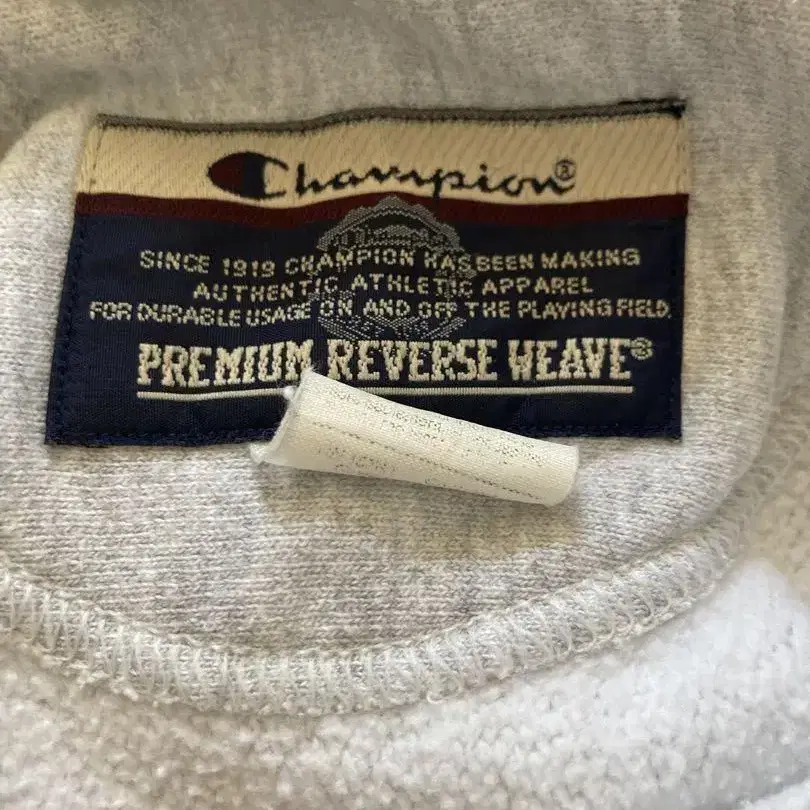 Champion®
SINCE 1919 CHAMPION HAS BEEN MAKING
AUTHENTIC ATHLETIC APPAREL
FOR DURABLE USAGE ON AND OFF THE PLAYING FIELD.
PREMIUM REVERSE WEAVE®